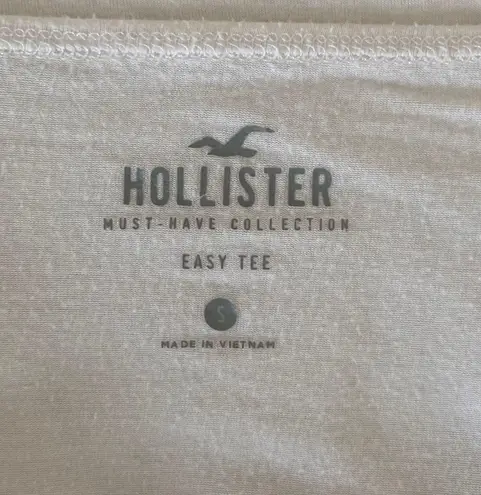 HOLLISTER
MUST-HAVE COLLECTION
EASY TEE
S
MADE IN VIETNAM